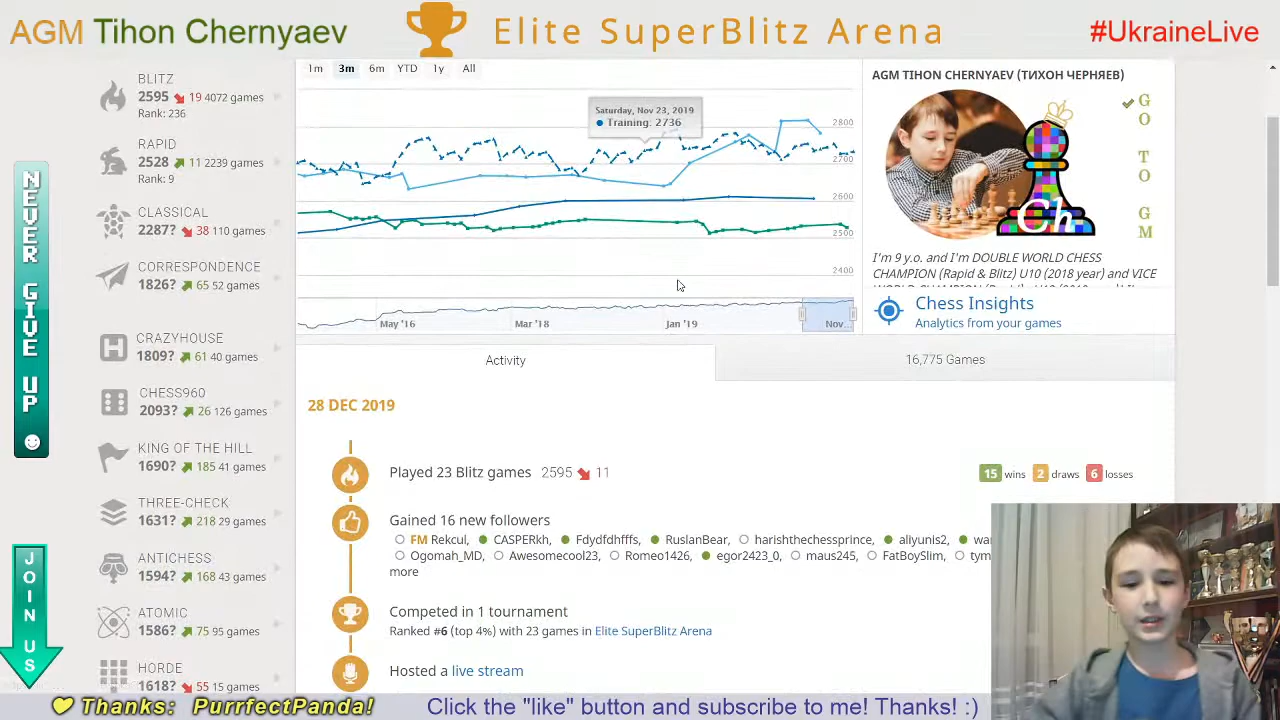 AGM Tihon Chernyaev
Elite SuperBlitz Arena
#UkraineLive
NEVER GIVE UP
JOIN US
BLITZ
2595 19 4072 games
Rank: 236
RAPID
2528 11 2239 games
Rank: 9
CLASSICAL
2287? 38 110 games
CORRESPONDENCE
1826? 65 52 games
CRAZYHOUSE
1809? 61 40 games
CHESS960
2093? 26 126 games
KING OF THE HILL
1690? 185 41 games
THREE-CHECK
1631? 218 29 games
ANTICHESS
1594? 168 43 games
ATOMIC
1586? 75 95 games
HORDE
1618? 55 15 games
1m 3m 6m YTD 1y All
Saturday, Nov 23, 2019
Training: 2736
2800
2700
2600
2500
2400
May '16 Mar '18 Jan '19 Nov...
AGM TIHON CHERNYAEV (ТИХОН ЧЕРНЯЕВ)
GO TO GM
Ch
I'm 9 y.o. and I'm DOUBLE WORLD CHESS
CHAMPION (Rapid & Blitz) U10 (2018 year) and VICE
Chess Insights
Analytics from your games
Activity
16,775 Games
28 DEC 2019
Played 23 Blitz games 2595 11
15 wins 2 draws 6 losses
Gained 16 new followers
FM Rekcul, CASPERkh, Fdydfdhfffs, RuslanBear, harishthechessprince, aliyunis2, wa
Ogomah_MD, Awesomecool23, Romeo1426, egor2423_0, maus245, FatBoySlim, tym
more
Competed in 1 tournament
Ranked #6 (top 4%) with 23 games in Elite SuperBlitz Arena
Hosted a live stream
Thanks: PurrfectPanda!
Click the "like" button and subscribe to me! Thanks! :)